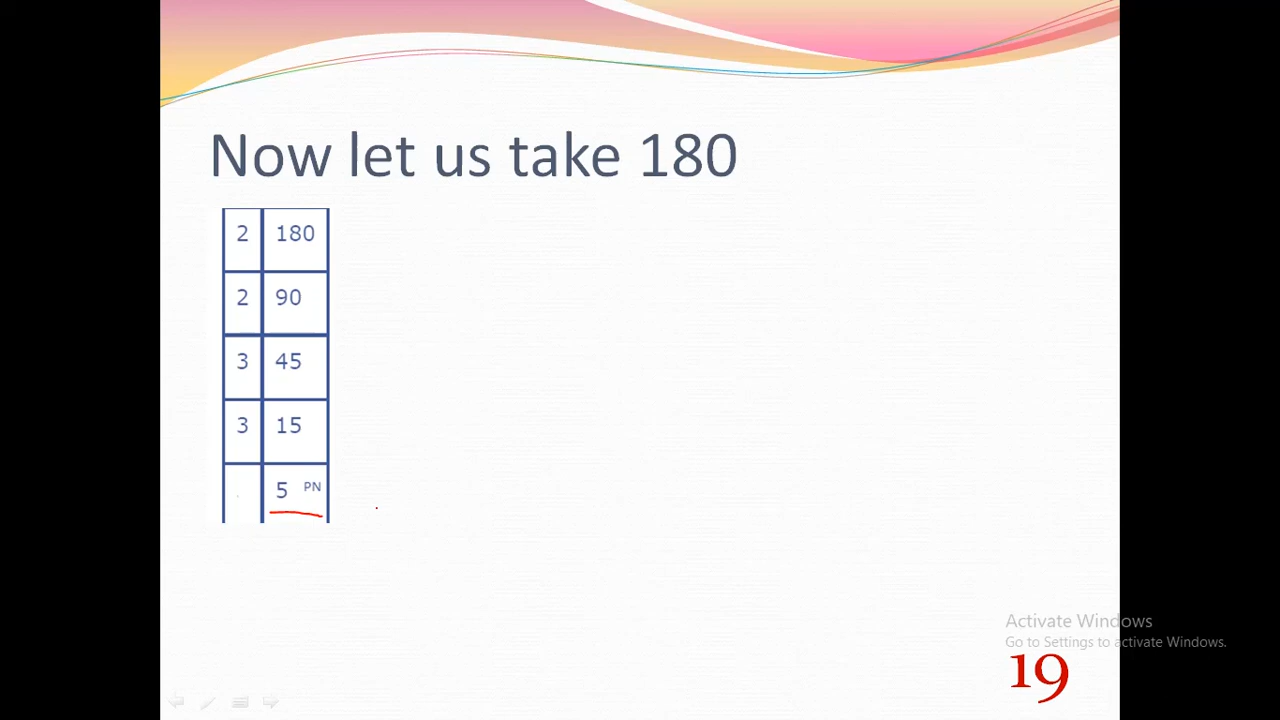 Now let us take 180
2 180
2 90
3 45
3 15
5 PN
Activate Windows
Go to Settings to activate Windows.
19